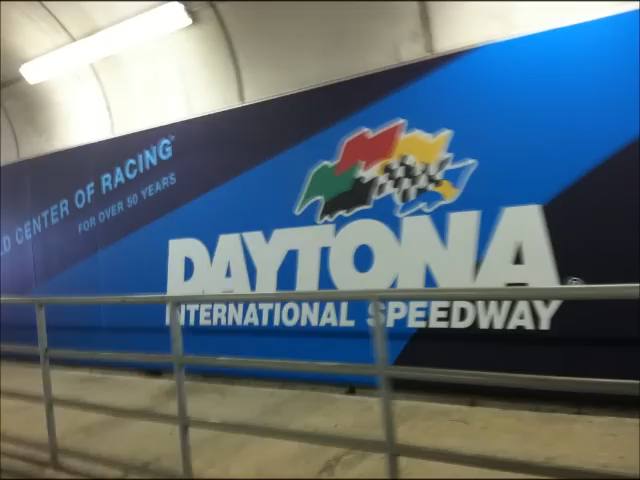 CENTER OF RACING
FOR OVER 50 YEARS
DAYTONA
INTERNATIONAL SPEEDWAY